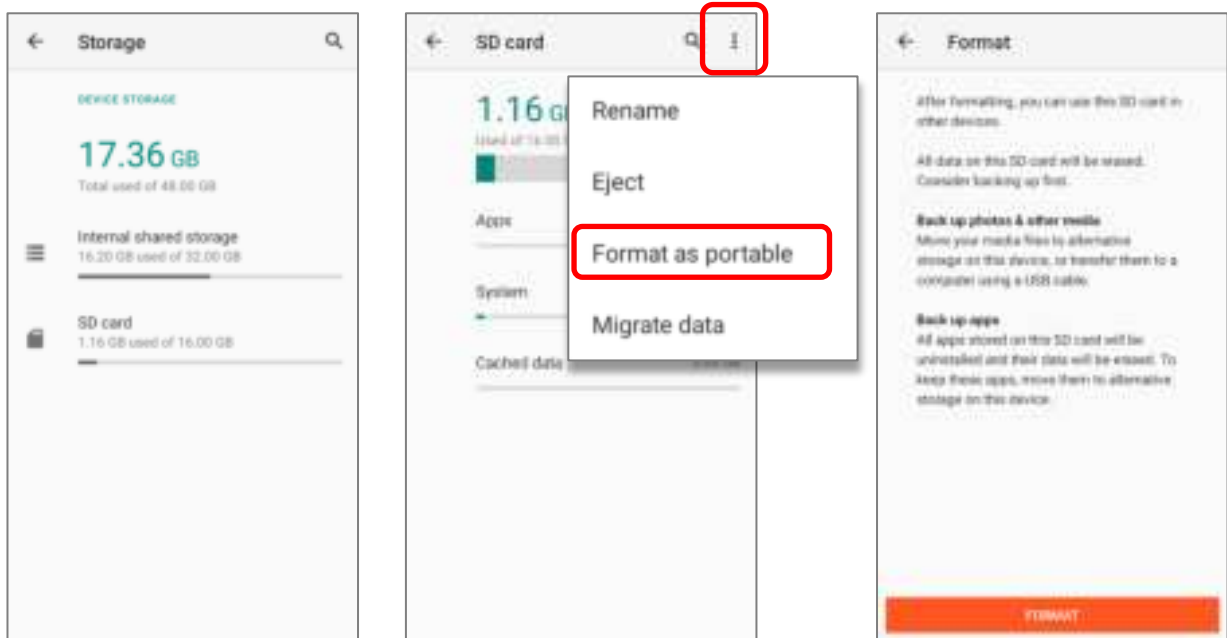 Storage
DEVICE STORAGE
17.36 GB
Total used of 48.00 GB
Internal shared storage
16.20 GB used of 32.00 GB
SD card
1.16 GB used of 16.00 GB
SD card
1.16
Used of 16.00
Apps
System
Cached data
Rename
Eject
Format as portable
Migrate data
Format
After formatting, you can use this SD card in
other devices.
All data on this SD card will be erased.
Consider backing up first.
Back up photos & other media
Move your media files to alternative
storage on this device, or transfer them to a
computer using a USB cable.
Back up apps
All apps stored on this SD card will be
uninstalled and their data will be erased. To
keep these apps, move them to alternative
storage on this device.
FORMAT